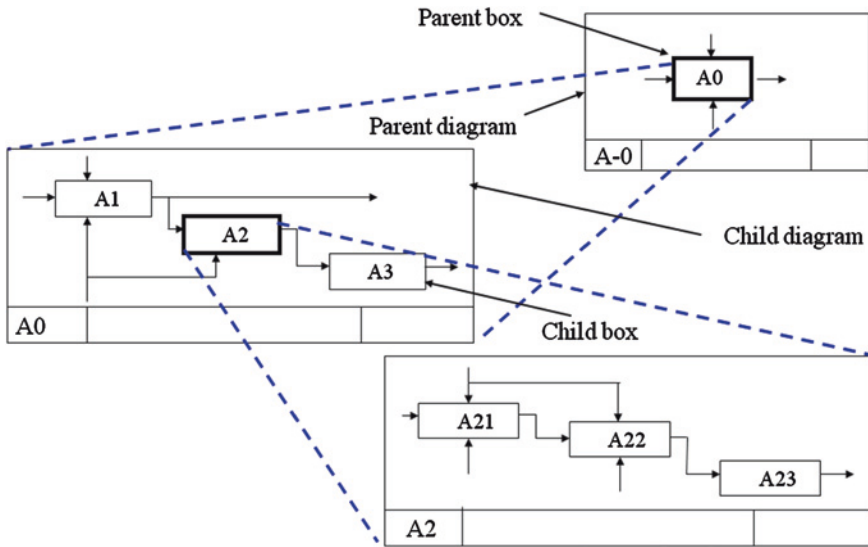 Parent box
A0
Parent diagram
A-0
A1
A2
A3
Child diagram
A0
Child box
A21
A22
A23
A2